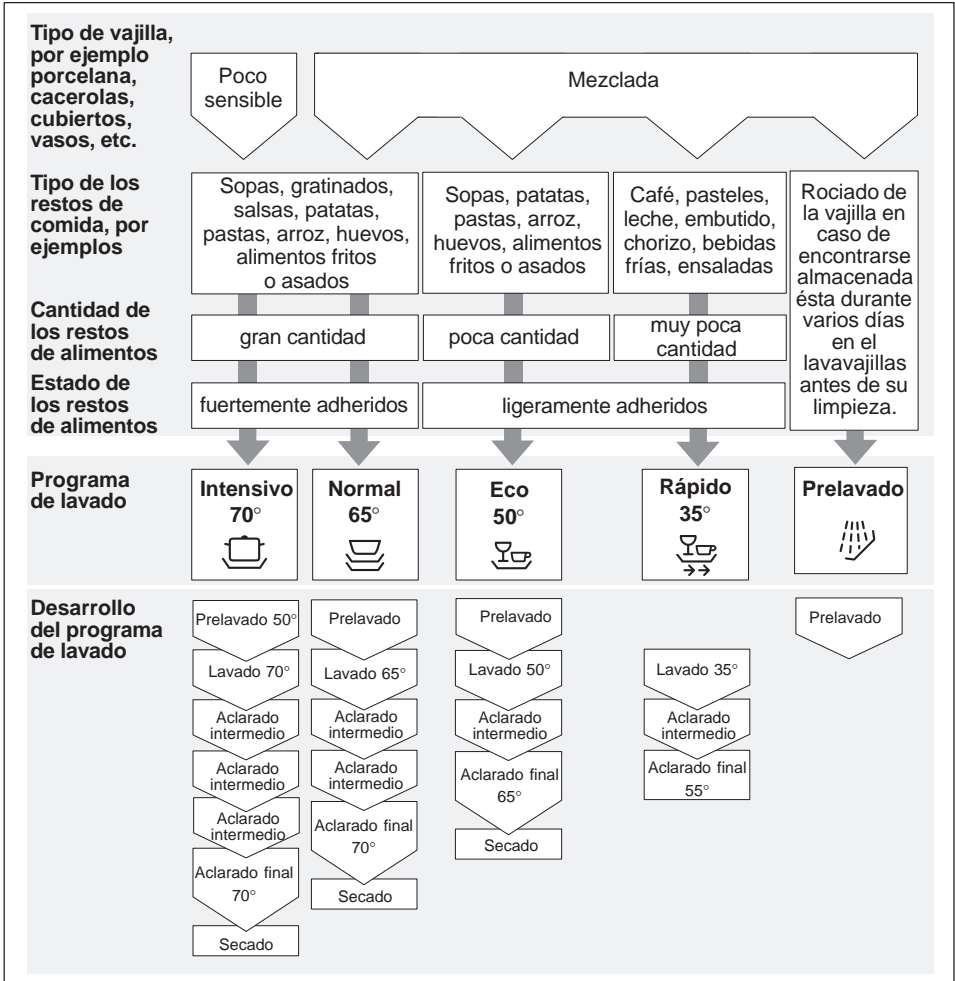 Tipo de vajilla,
por ejemplo
porcelana,
cacerolas,
cubiertos,
vasos, etc.
Poco
sensible
Mezclada
Tipo de los
restos de
comida, por
ejemplos
Sopas, gratinados,
salsas, patatas,
pastas, arroz, huevos,
alimentos fritos
o asados
Sopas, patatas,
pastas, arroz,
huevos, alimentos
fritos o asados
Café, pasteles,
leche, embutido,
chorizo, bebidas
frías, ensaladas
Rociado de
la vajilla en
caso de
encontrarse
almacenada
ésta durante
varios días
en el
lavavajillas
antes de su
limpieza.
Cantidad de
los restos
de alimentos
gran cantidad
poca cantidad
muy poca
cantidad
Estado de
los restos
de alimentos
fuertemente adheridos
ligeramente adheridos
Programa
de lavado
Intensivo
70°
Normal
65°
Eco
50°
Rápido
35°
Prelavado
Desarrollo
del programa
de lavado
Prelavado 50°
Lavado 70°
Aclarado
intermedio
Aclarado
intermedio
Aclarado
intermedio
Aclarado final
70°
Secado
Prelavado
Lavado 65°
Aclarado
intermedio
Aclarado
intermedio
Aclarado final
70°
Secado
Prelavado
Lavado 50°
Aclarado
intermedio
Aclarado final
65°
Secado
Lavado 35°
Aclarado
intermedio
Aclarado final
55°
Prelavado